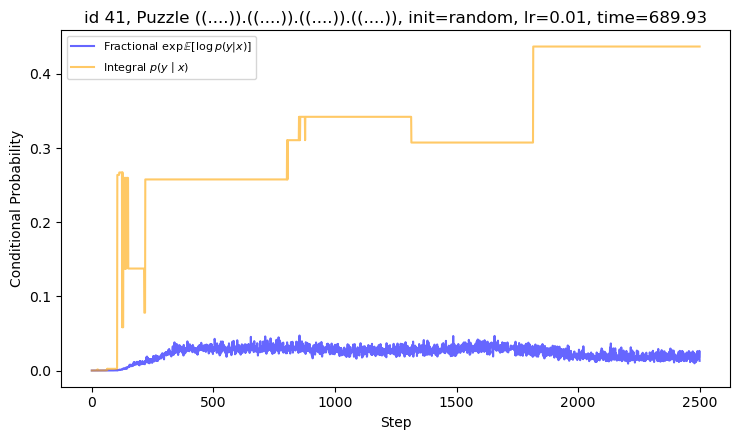 id 41, Puzzle ((....)).((....)).((....)).((....)), init=random, lr=0.01, time=689.93
Fractional exp𝔼[log p(y|x)]
Integral p(y | x)
Conditional Probability
0.4
0.3
0.2
0.1
0.0
0 500 1000 1500 2000 2500
Step